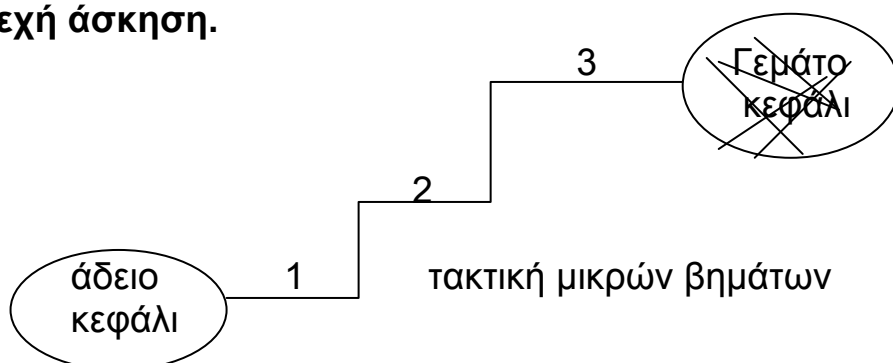 εχή άσκηση.
3
Γεμάτο
κεφάλι
2
1
τακτική μικρών βημάτων
άδειο
κεφάλι